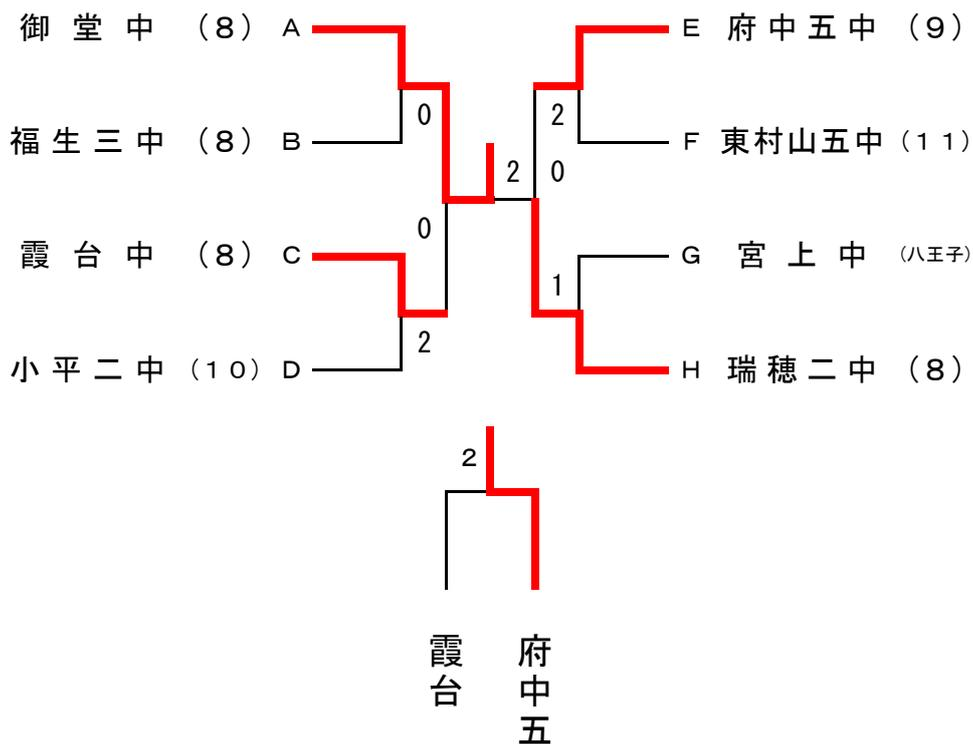 御堂中 （8） A
E 府中五中 （9）
0
2
福生三中 （8） B
F 東村山五中 （11）
2
0
0
霞台中 （8） C
G 宮上中 （八王子）
1
2
小平二中 （10） D
H 瑞穂二中 （8）
2
霞台
府中五